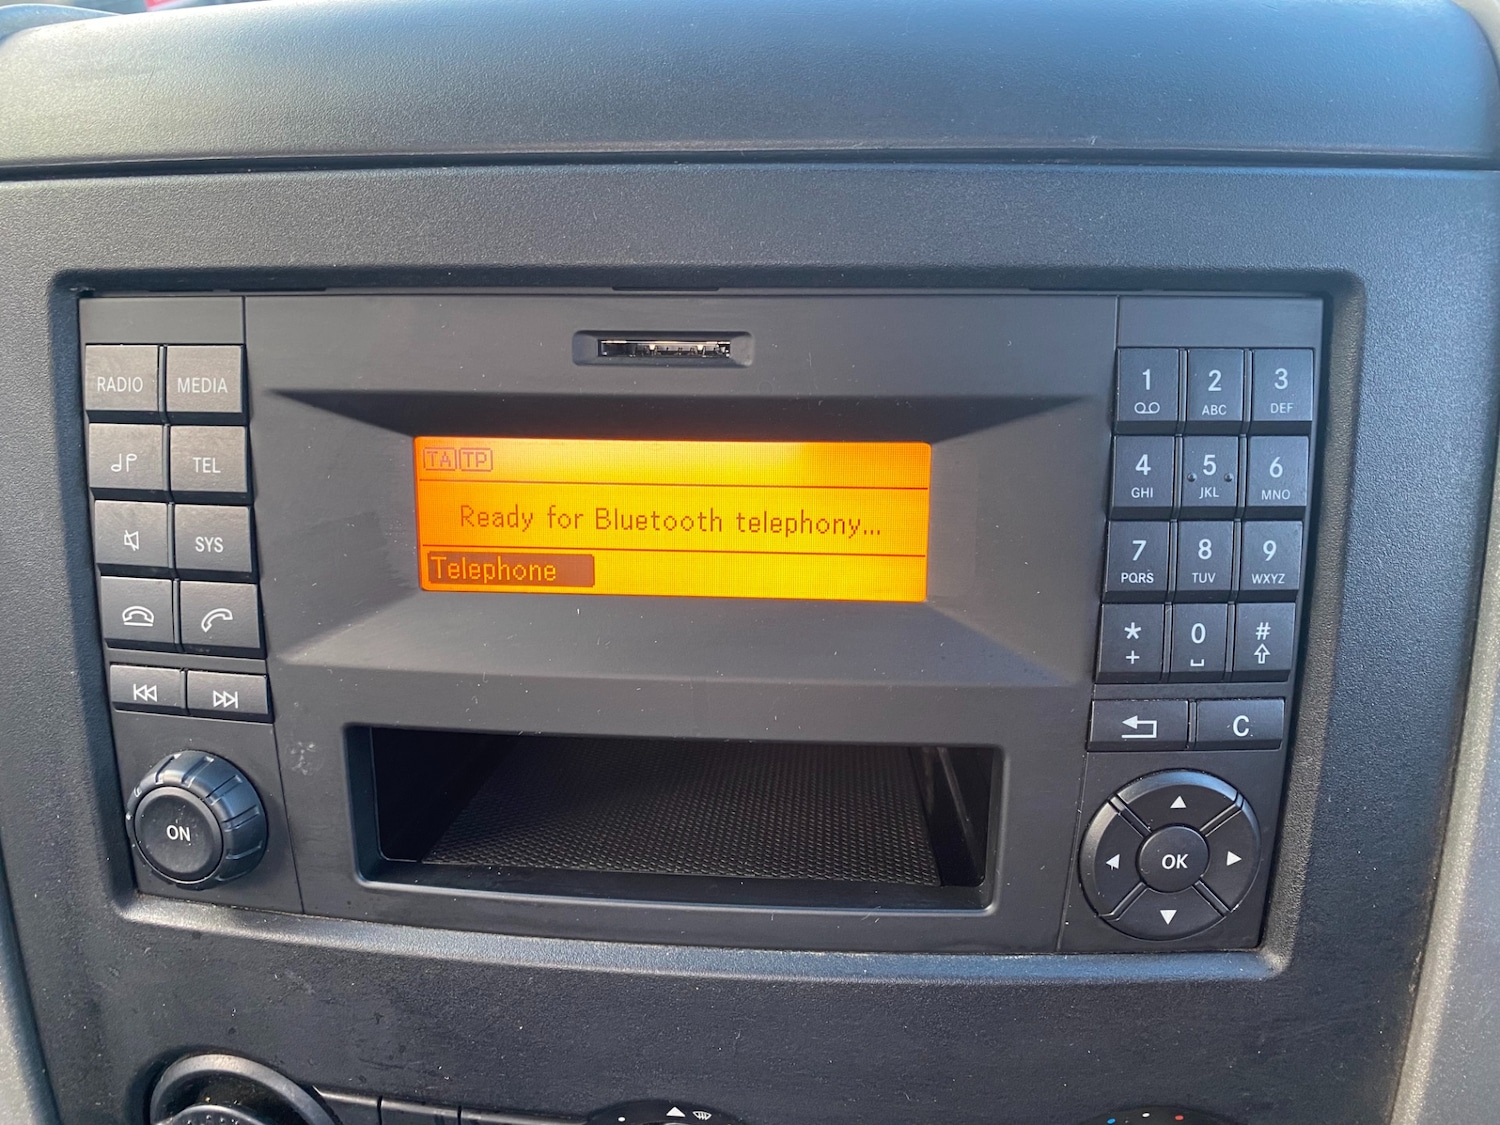 RADIO MEDIA
TEL
SYS
ON
TA TP
Ready for Bluetooth telephony...
Telephone
1 2 ABC 3 DEF
4 GHI 5 JKL 6 MNO
7 PQRS 8 TUV 9 WXYZ
* + 0 #
C
OK